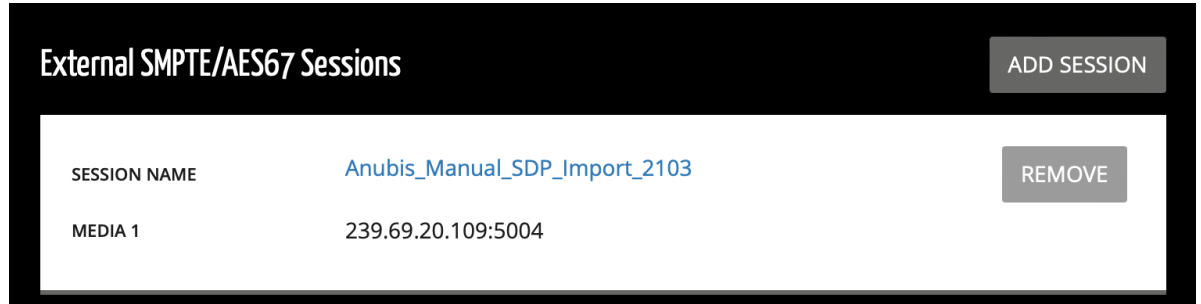 External SMPTE/AES67 Sessions
ADD SESSION
SESSION NAME
Anubis_Manual_SDP_Import_2103
REMOVE
MEDIA 1
239.69.20.109:5004